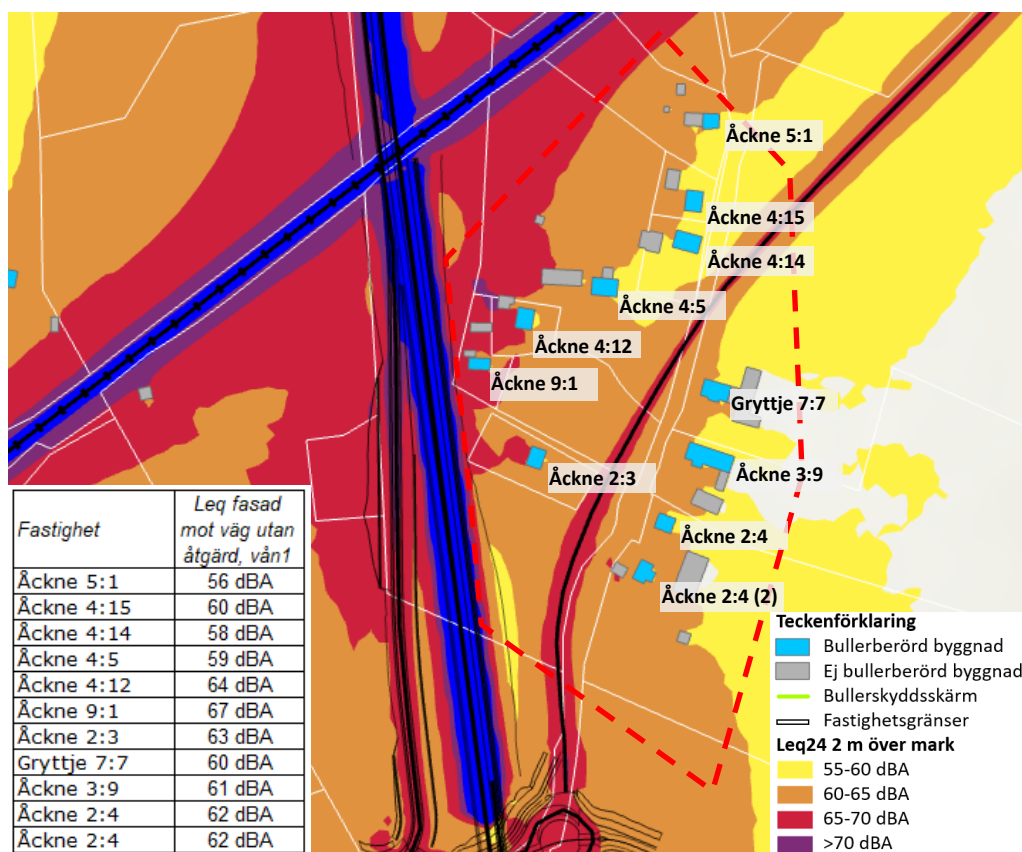 Åckne 5:1
Åckne 4:15
Åckne 4:14
Åckne 4:5
Åckne 4:12
Åckne 9:1
Gryttje 7:7
Åckne 2:3
Åckne 3:9
Åckne 2:4
Åckne 2:4 (2)
Fastighet
Leq fasad
mot väg utan
åtgärd, vån1
Åckne 5:1 56 dBA
Åckne 4:15 60 dBA
Åckne 4:14 58 dBA
Åckne 4:5 59 dBA
Åckne 4:12 64 dBA
Åckne 9:1 67 dBA
Åckne 2:3 63 dBA
Gryttje 7:7 60 dBA
Åckne 3:9 61 dBA
Åckne 2:4 62 dBA
Åckne 2:4 62 dBA
Teckenförklaring
Bullerberörd byggnad
Ej bullerberörd byggnad
Bullerskyddsskärm
Fastighetsgränser
Leq24 2 m över mark
55-60 dBA
60-65 dBA
65-70 dBA
>70 dBA